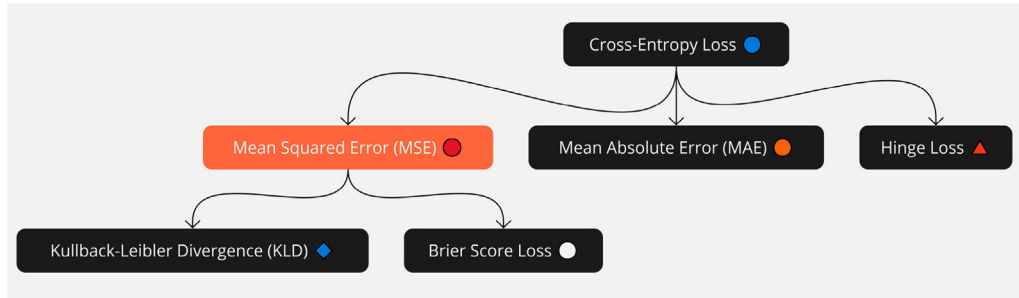 Cross-Entropy Loss
Mean Squared Error (MSE)
Mean Absolute Error (MAE)
Hinge Loss
Kullback-Leibler Divergence (KLD)
Brier Score Loss